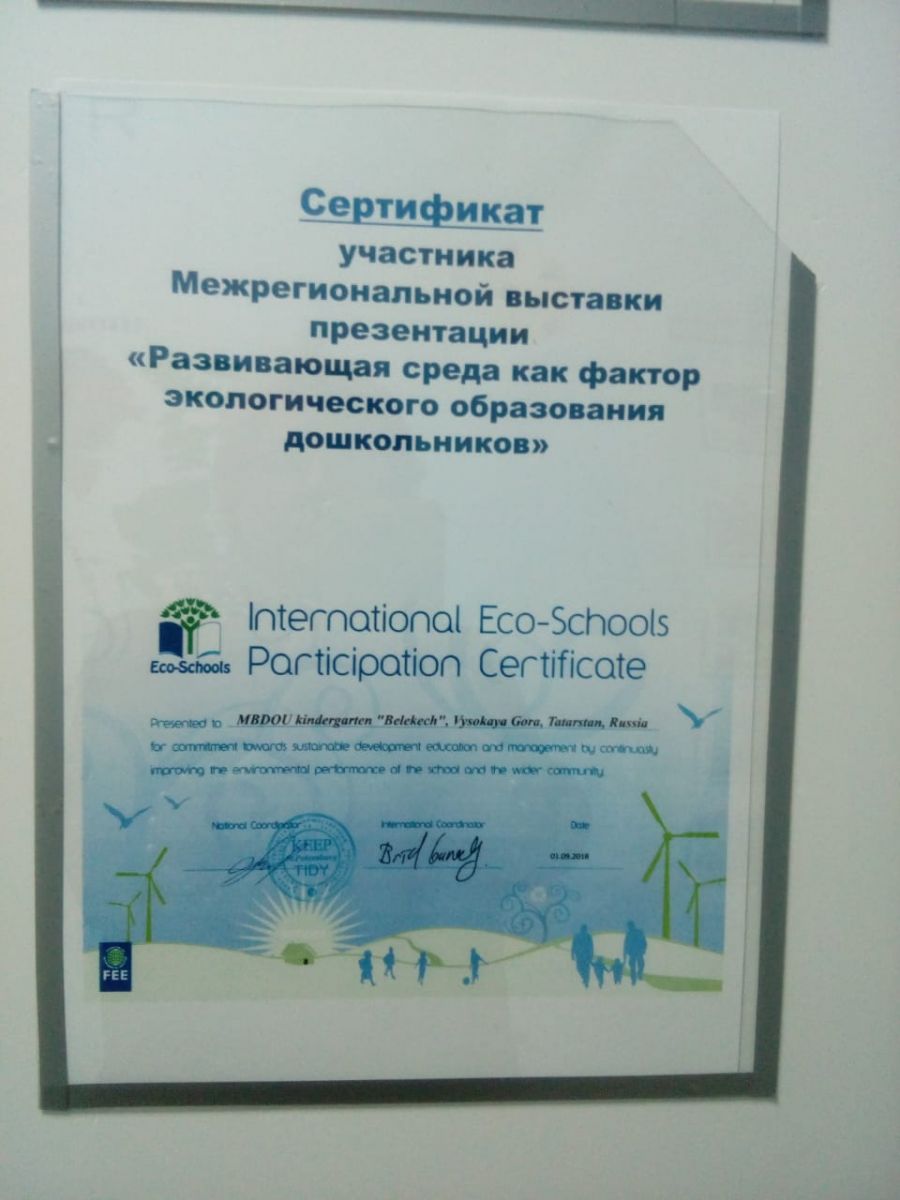 Сертификат
участника
Межрегиональной выставки
презентации
«Развивающая среда как фактор
экологического образования
дошкольников»
Eco-Schools
International Eco-Schools
Participation Certificate
Presented to MBDOU kindergarten "Belekech", Vysokaya Gora, Tatarstan, Russia
for commitment towards sustainable development education and management by continuously
improving the environmental performance of the school and the wider community.
National Coordinator International Coordinator Date
KEEP
TIDY
01.09.2018
FEE